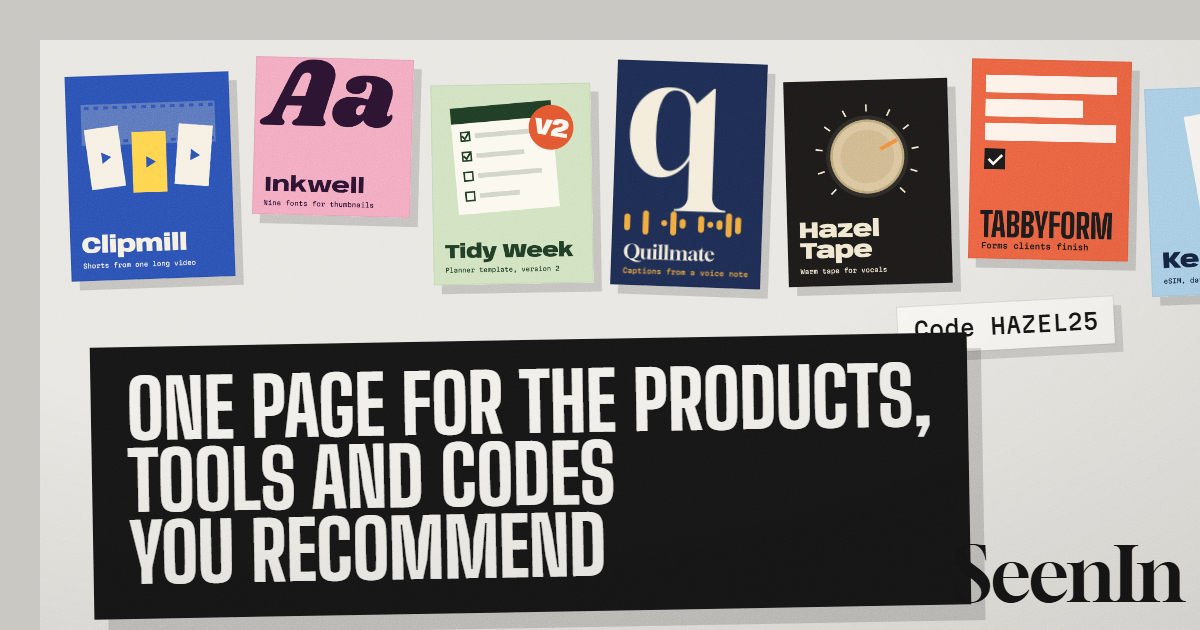 Clipmill
Shorts from one long video
Aa
Inkwell
Nine fonts for thumbnails
v2
Tidy Week
Planner template, version 2
q
Quillmate
Captions from a voice note
Hazel
Tape
Warm tape for vocals
TABBYFORM
Forms clients finish
Code HAZEL25
ONE PAGE FOR THE PRODUCTS,
TOOLS AND CODES
YOU RECOMMEND
SeenIn